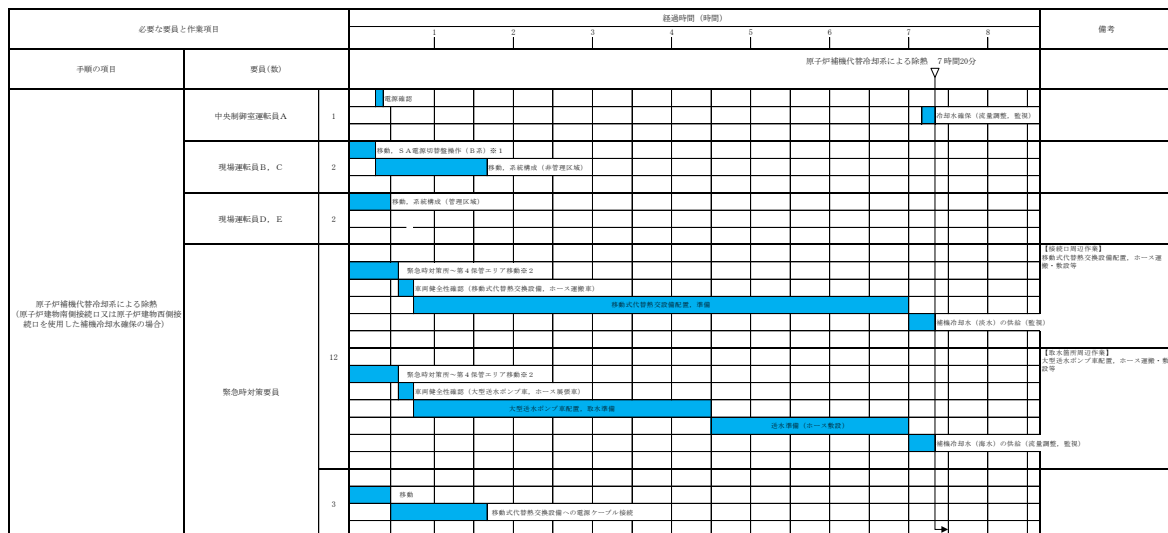 必要な要員と作業項目
経過時間（時間）
備考
1 2 3 4 5 6 7 8
手順の項目
要員(数)
原子炉補機代替冷却系による除熱 7時間20分
原子炉補機代替冷却系による除熱
(原子炉建物南側接続口又は原子炉建物西側接
続口を使用した補機冷却水確保の場合)
中央制御室運転員A
1
電源確認
冷却水確保（流量調整，監視）
現場運転員B，C
2
移動，ＳＡ電源切替盤操作（Ｂ系）※１
移動，系統構成（非管理区域）
現場運転員D，E
2
移動，系統構成（管理区域）
緊急時対策要員
12
緊急時対策所～第４保管エリア移動※２
車両健全性確認（移動式代替熱交換設備，ホース運搬車）
移動式代替熱交設備配置，準備
補機冷却水（淡水）の供給（監視）
【接続口周辺作業】
移動式代替熱交換設備配置，ホース運
搬・敷設等
緊急時対策所～第４保管エリア移動※２
車両健全性確認（大型送水ポンプ車，ホース展張車）
大型送水ポンプ車配置，取水準備
送水準備（ホース敷設）
補機冷却水（海水）の供給（流量調整，監視）
【取水箇所周辺作業】
大型送水ポンプ車配置，ホース運搬・敷
設等
3
移動
移動式代替熱交換設備への電源ケーブル接続